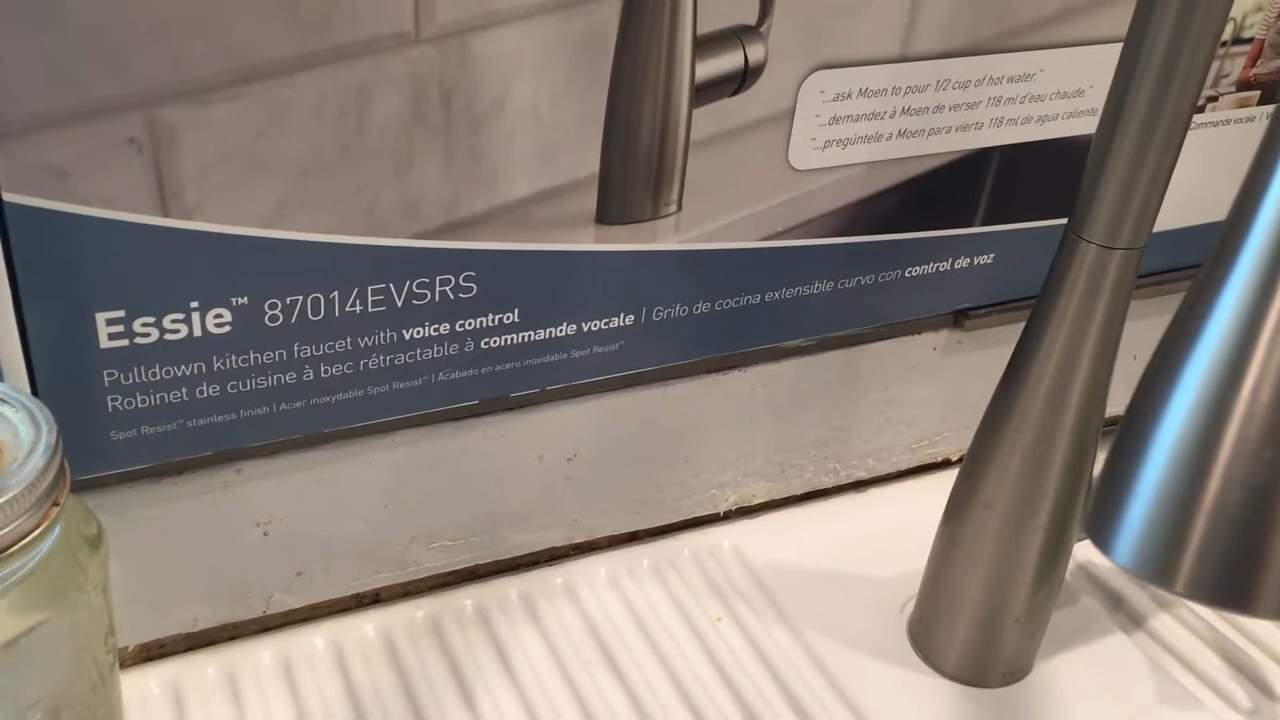 "...ask Moen to pour 1/2 cup of hot water."
"...demandez à Moen de verser 118 ml d'eau chaude."
"...pregúntele a Moen para vierta 118 ml de agua caliente.
Commande vocale | V
Essie™ 87014EVSRS
Pulldown kitchen faucet with voice control
Robinet de cuisine à bec rétractable à commande vocale | Grifo de cocina extensible curvo con control de voz
Spot Resist™ stainless finish | Acier inoxydable Spot Resist™ | Acabado en acero inoxidable Spot Resist™